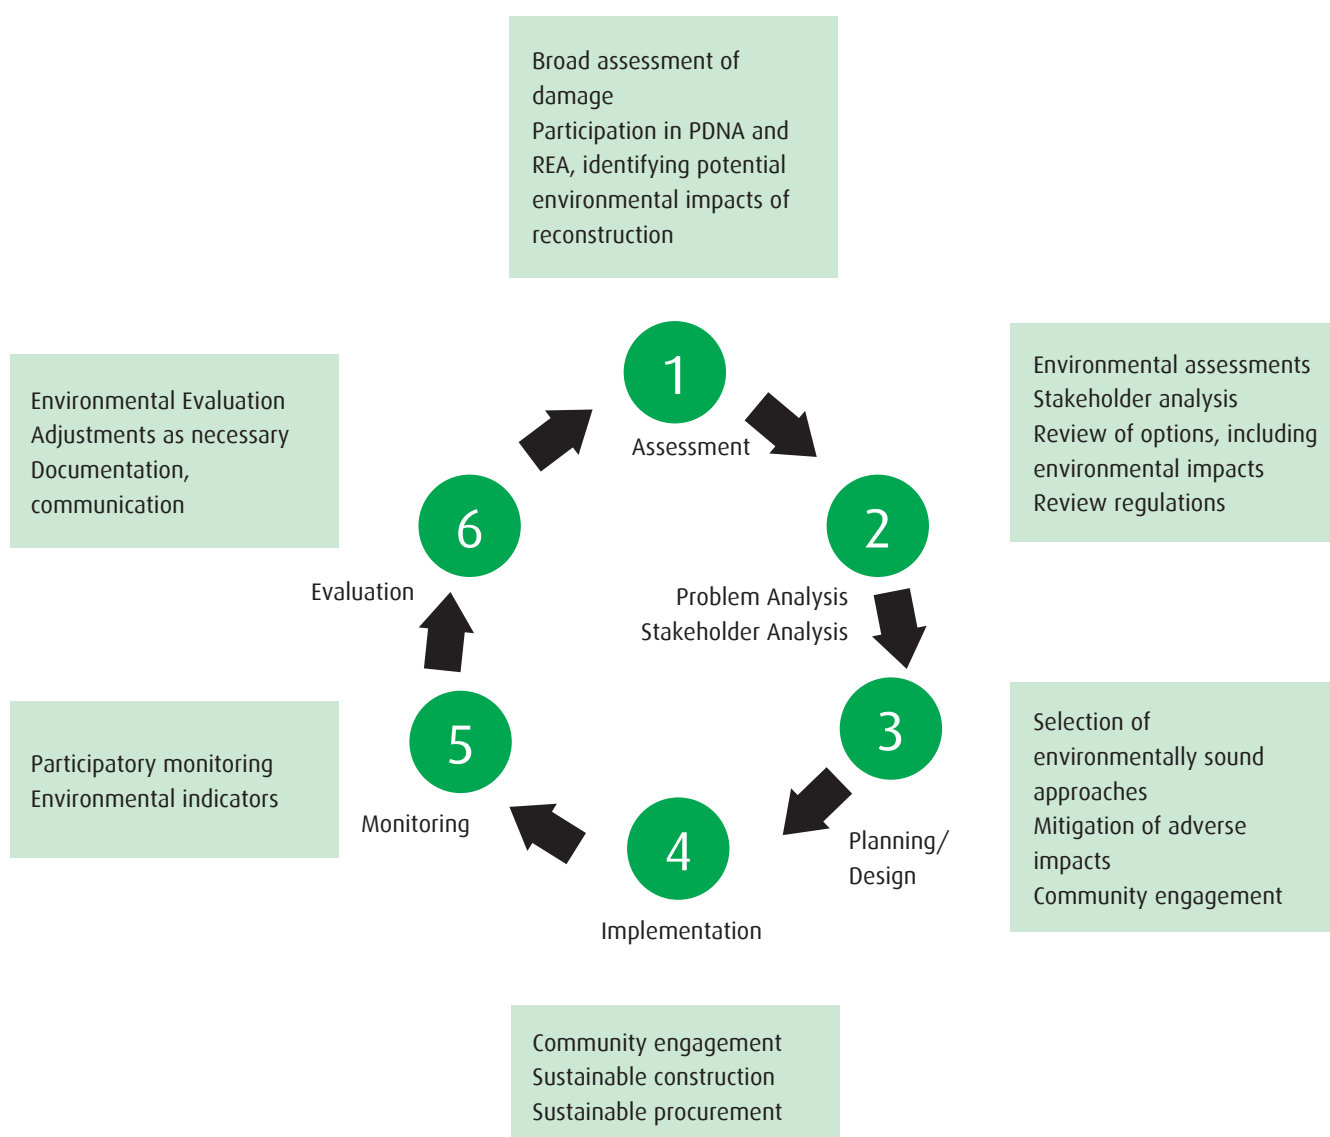 Broad assessment of
damage
Participation in PDNA and
REA, identifying potential
environmental impacts of
reconstruction
1
Assessment
Environmental assessments
Stakeholder analysis
Review of options, including
environmental impacts
Review regulations
2
Problem Analysis
Stakeholder Analysis
Selection of
environmentally sound
approaches
Mitigation of adverse
impacts
Community engagement
3
Planning/
Design
4
Implementation
Community engagement
Sustainable construction
Sustainable procurement
5
Monitoring
Participatory monitoring
Environmental indicators
6
Evaluation
Environmental Evaluation
Adjustments as necessary
Documentation,
communication